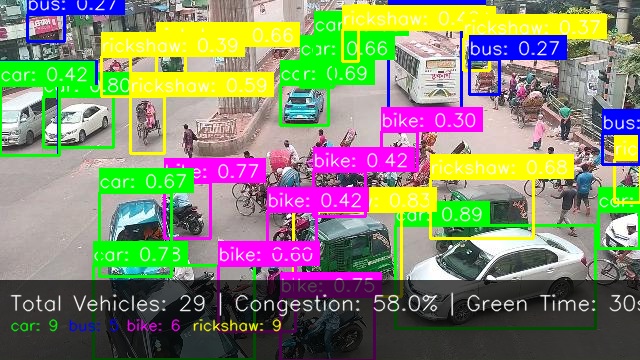 bus: 0.27
rickshaw: 0.4
0.37
rickshaw: 0.39
0.66
car
0.66
bus: 0.27
car: 0.42
0.80
rickshaw: 0.59
car: 0.69
bike: 0.30
bus:
ric
car: 0.67
bike: 0.77
bike: 0.42
rickshaw: 0.68
bike: 0.42
0.83
car: 0.89
car:
car: 0.73
bike: 0.60
bike: 0.75
Total Vehicles: 29 | Congestion: 58.0% | Green Time: 30s
car: 9 bus: 5 bike: 6 rickshaw: 9